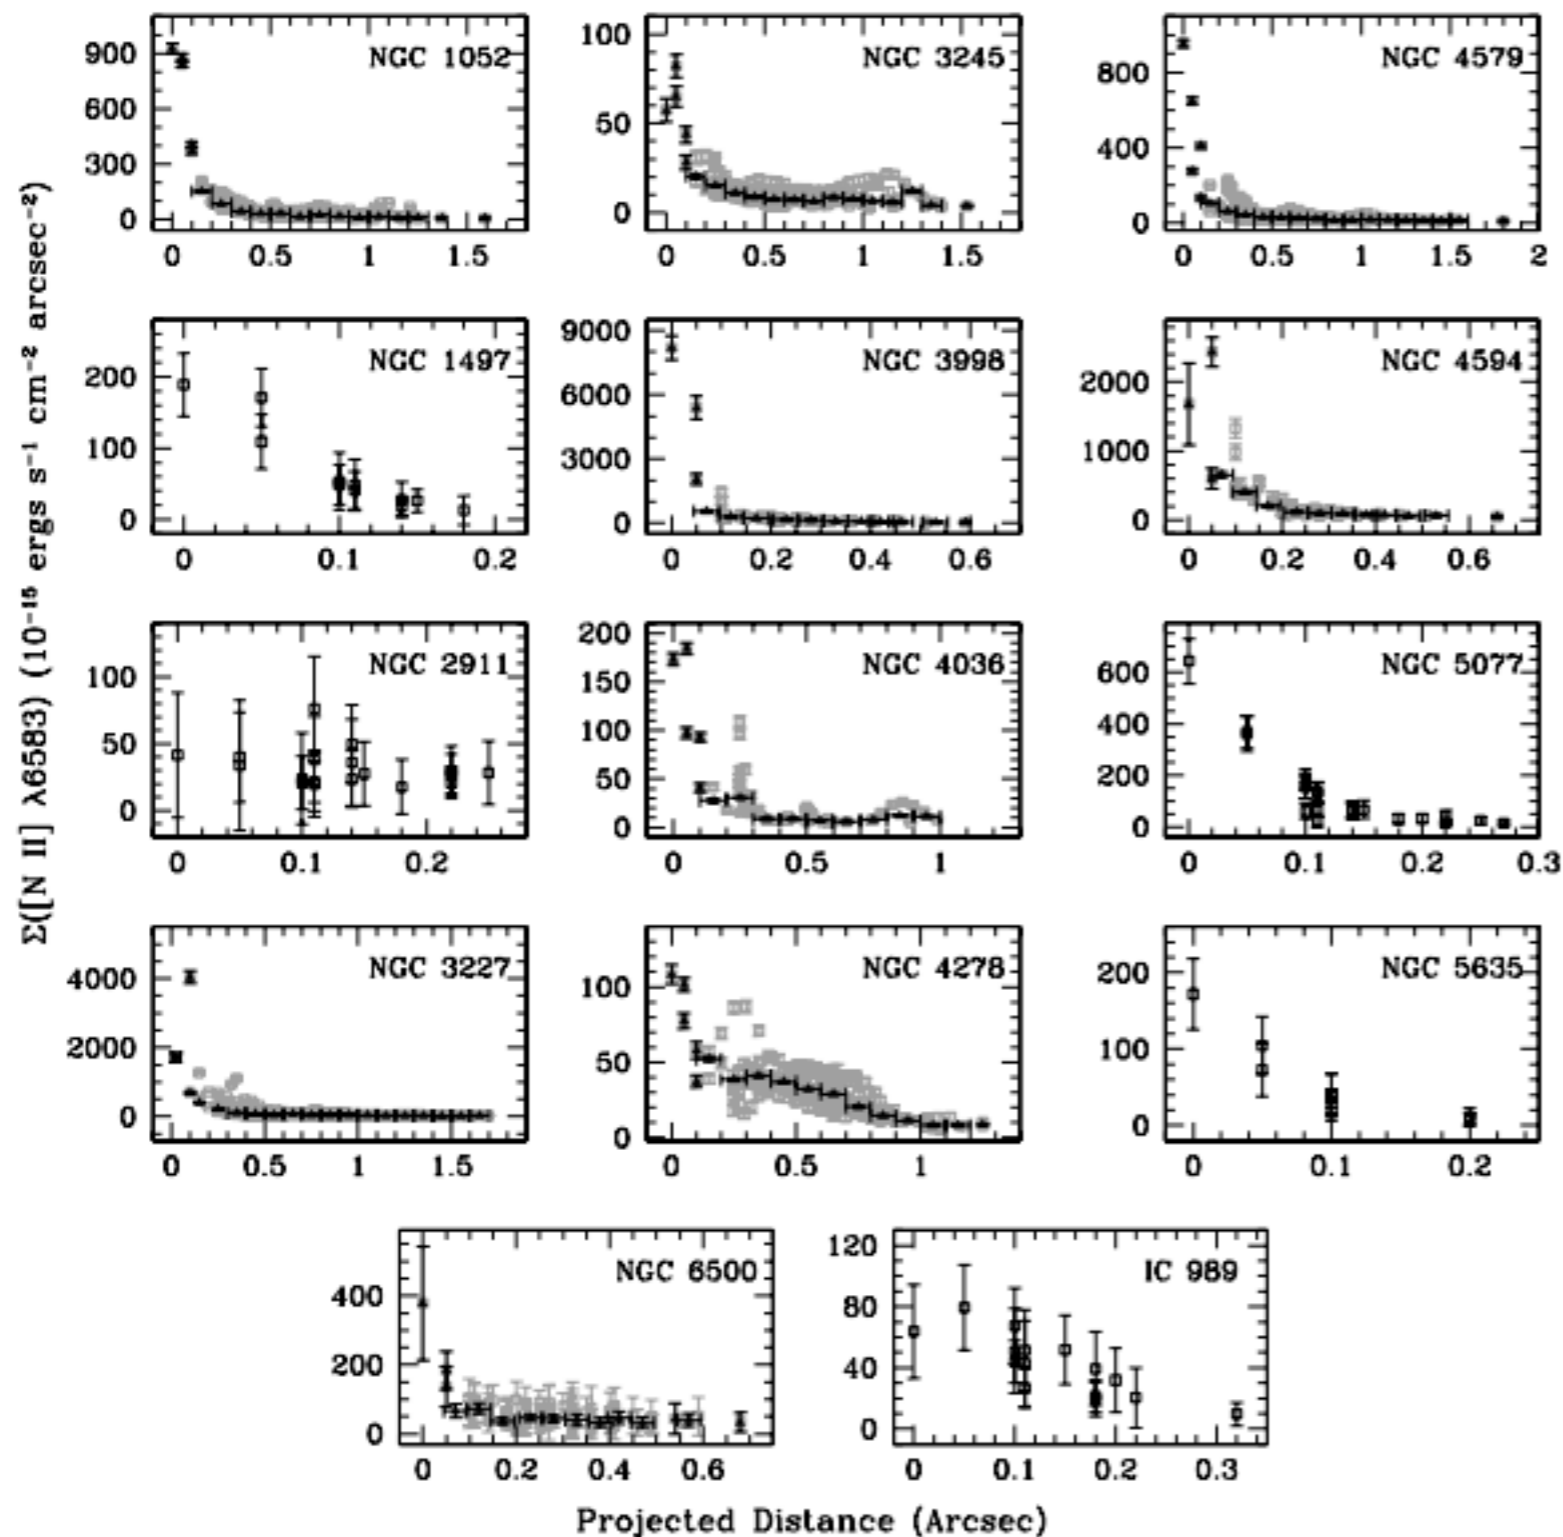 Σ([N II] λ6583) (10⁻¹⁵ ergs s⁻¹ cm⁻² arcsec⁻²)
NGC 1052
900
600
300
0
0 0.5 1 1.5
NGC 3245
100
50
0
0 0.5 1 1.5
NGC 4579
800
400
0
0 0.5 1 1.5 2
NGC 1497
200
100
0
0 0.1 0.2
NGC 3998
9000
6000
3000
0
0 0.2 0.4 0.6
NGC 4594
2000
1000
0
0 0.2 0.4 0.6
NGC 2911
100
50
0
0 0.1 0.2
NGC 4036
200
150
100
50
0
0 0.5 1
NGC 5077
600
400
200
0
0 0.1 0.2 0.3
NGC 3227
4000
2000
0
0 0.5 1 1.5
NGC 4278
100
50
0
0 0.5 1
NGC 5635
200
100
0
0 0.1 0.2
NGC 6500
400
200
0
0 0.2 0.4 0.6
IC 989
120
80
40
0
0 0.1 0.2 0.3
Projected Distance (Arcsec)